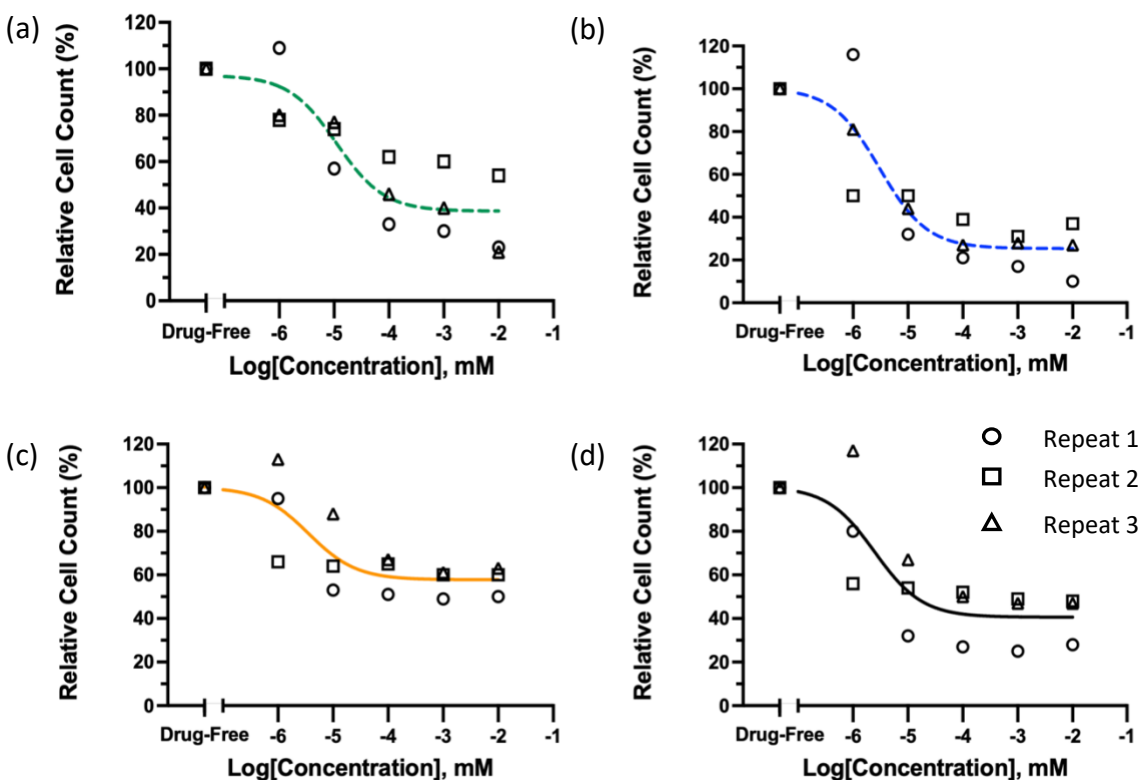 (a)
Relative Cell Count (%)
120
100
80
60
40
20
0
Drug-Free -6 -5 -4 -3 -2 -1
Log[Concentration], mM
(b)
Relative Cell Count (%)
120
100
80
60
40
20
0
Drug-Free -6 -5 -4 -3 -2 -1
Log[Concentration], mM
(c)
Relative Cell Count (%)
120
100
80
60
40
20
0
Drug-Free -6 -5 -4 -3 -2 -1
Log[Concentration], mM
(d)
Relative Cell Count (%)
120
100
80
60
40
20
0
Drug-Free -6 -5 -4 -3 -2 -1
Log[Concentration], mM
Repeat 1
Repeat 2
Repeat 3